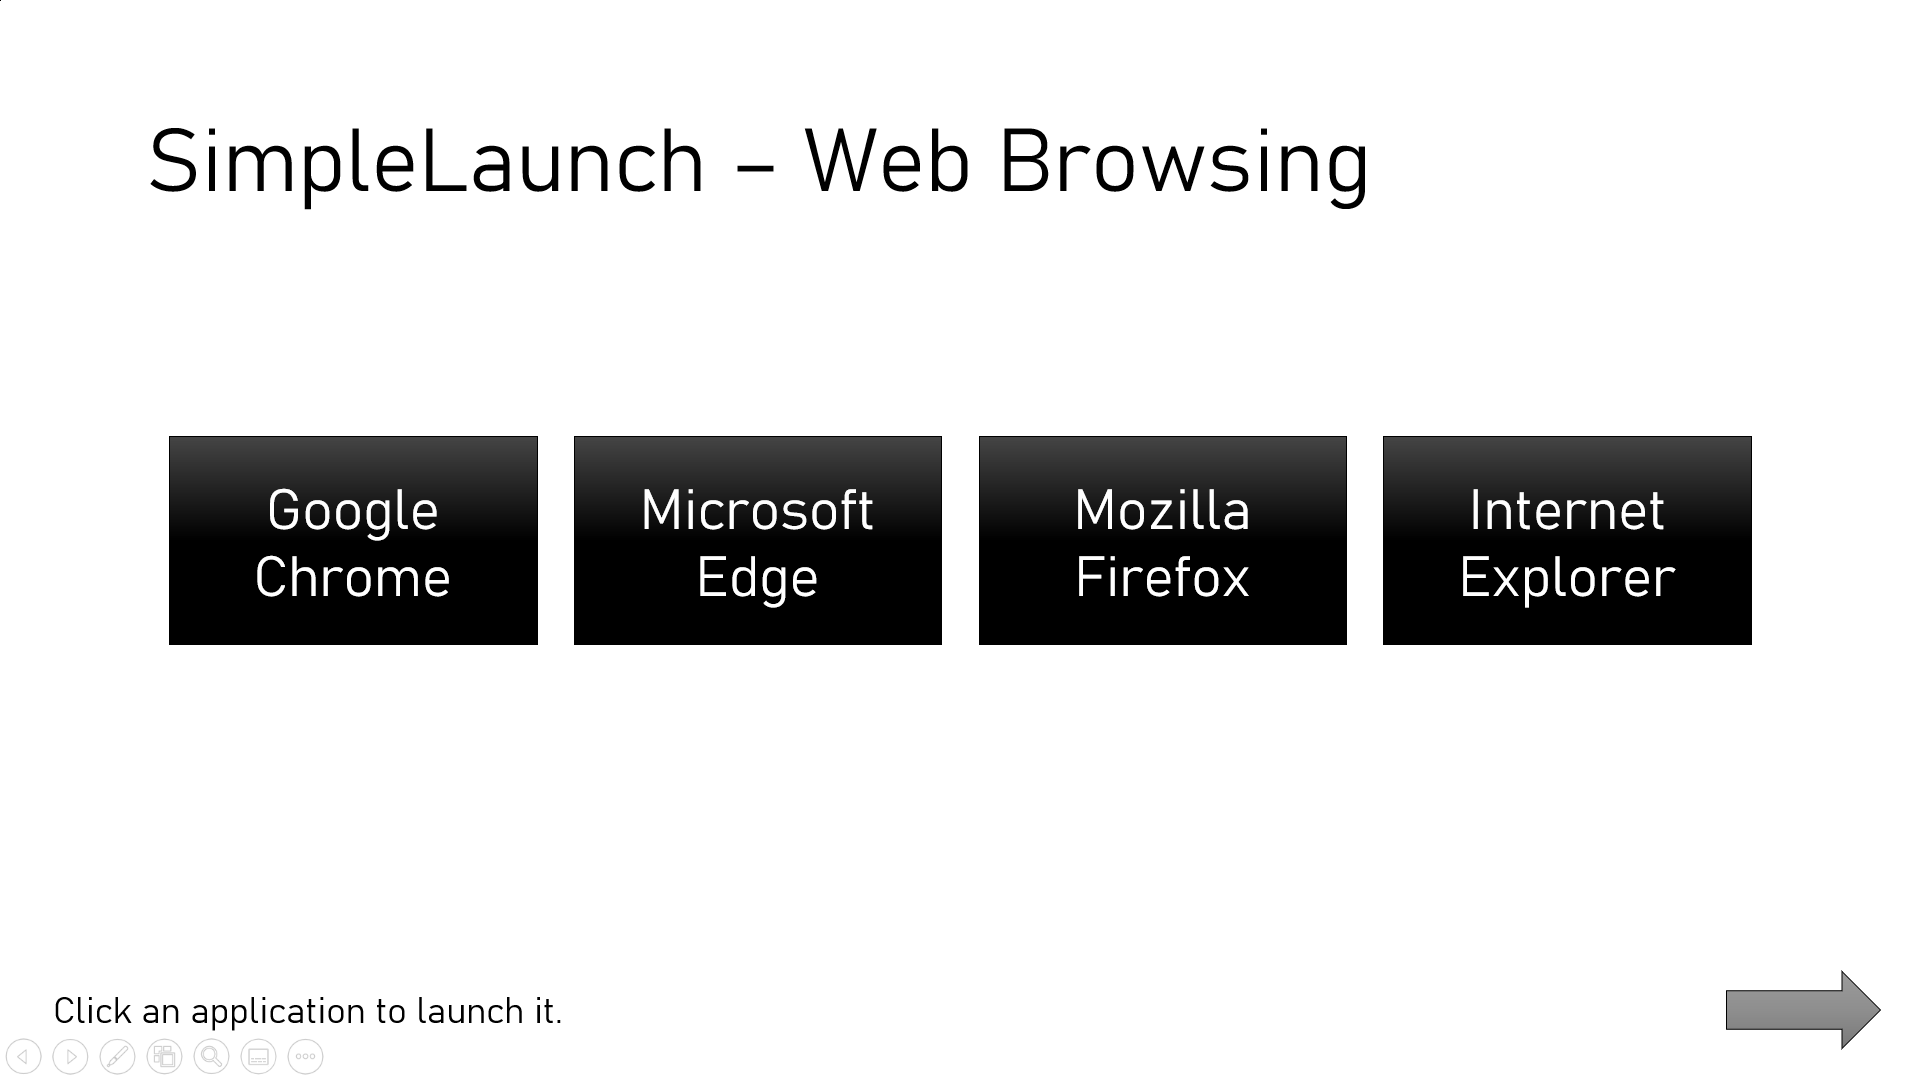 SimpleLaunch – Web Browsing
Google
Chrome
Microsoft
Edge
Mozilla
Firefox
Internet
Explorer
Click an application to launch it.